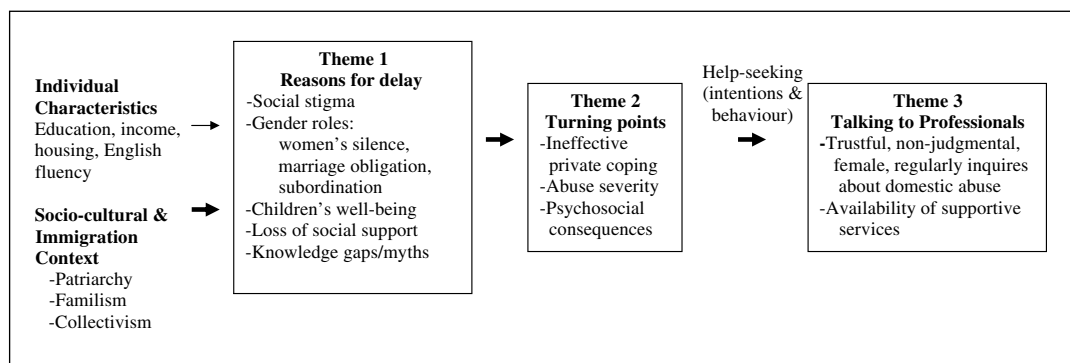 Individual
Characteristics
Education, income,
housing, English
fluency
Socio-cultural &
Immigration
Context
-Patriarchy
-Familism
-Collectivism
Theme 1
Reasons for delay
-Social stigma
-Gender roles:
women’s silence,
marriage obligation,
subordination
-Children’s well-being
-Loss of social support
-Knowledge gaps/myths
Theme 2
Turning points
-Ineffective
private coping
-Abuse severity
-Psychosocial
consequences
Help-seeking
(intentions &
behaviour)
Theme 3
Talking to Professionals
-Trustful, non-judgmental,
female, regularly inquires
about domestic abuse
-Availability of supportive
services